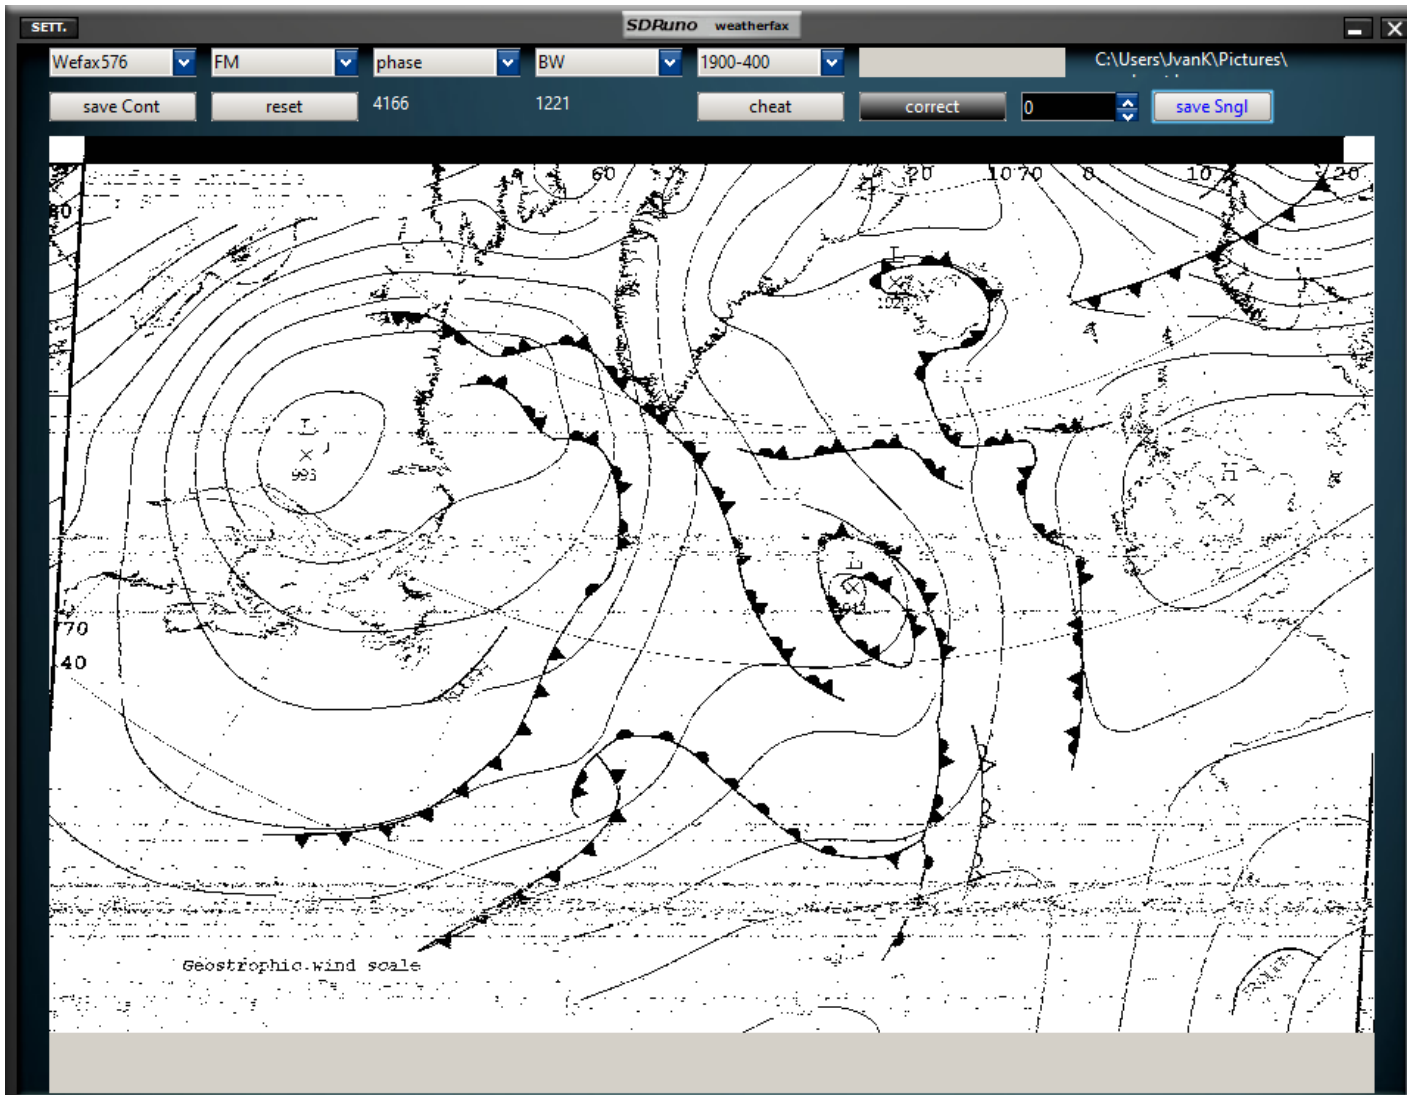 SETT.
SDRuno weatherfax
Wefax576
FM
phase
BW
1900-400
C:\Users\JvanK\Pictures\
save Cont
reset
4166
1221
cheat
correct
0
save Sngl
60
20
10
70
0
10
20
80
L
L
993
H
L
70
40
Geostrophic wind scale